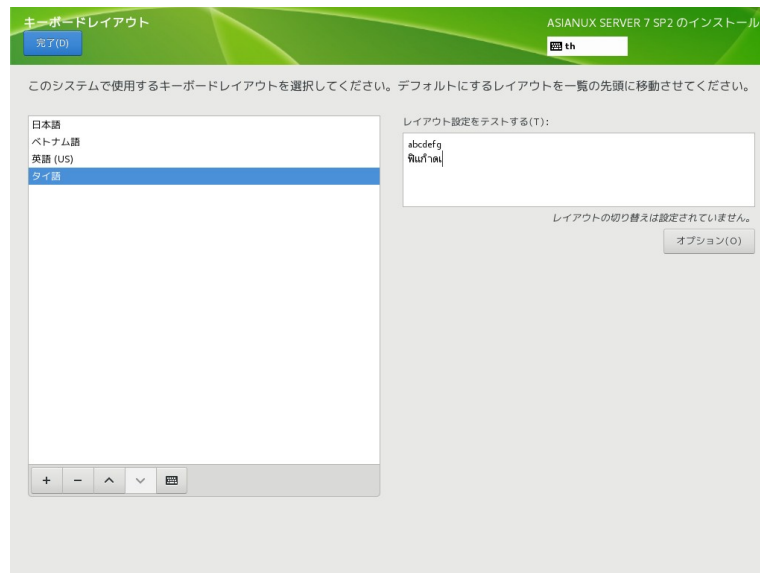 キーボードレイアウト
完了(D)
ASIANUX SERVER 7 SP2 のインストール
th
このシステムで使用するキーボードレイアウトを選択してください。デフォルトにするレイアウトを一覧の先頭に移動させてください。
日本語
ベトナム語
英語 (US)
タイ語
レイアウト設定をテストする(T):
abcdefg
ฟิแกำดเ
レイアウトの切り替えは設定されていません。
オプション(O)